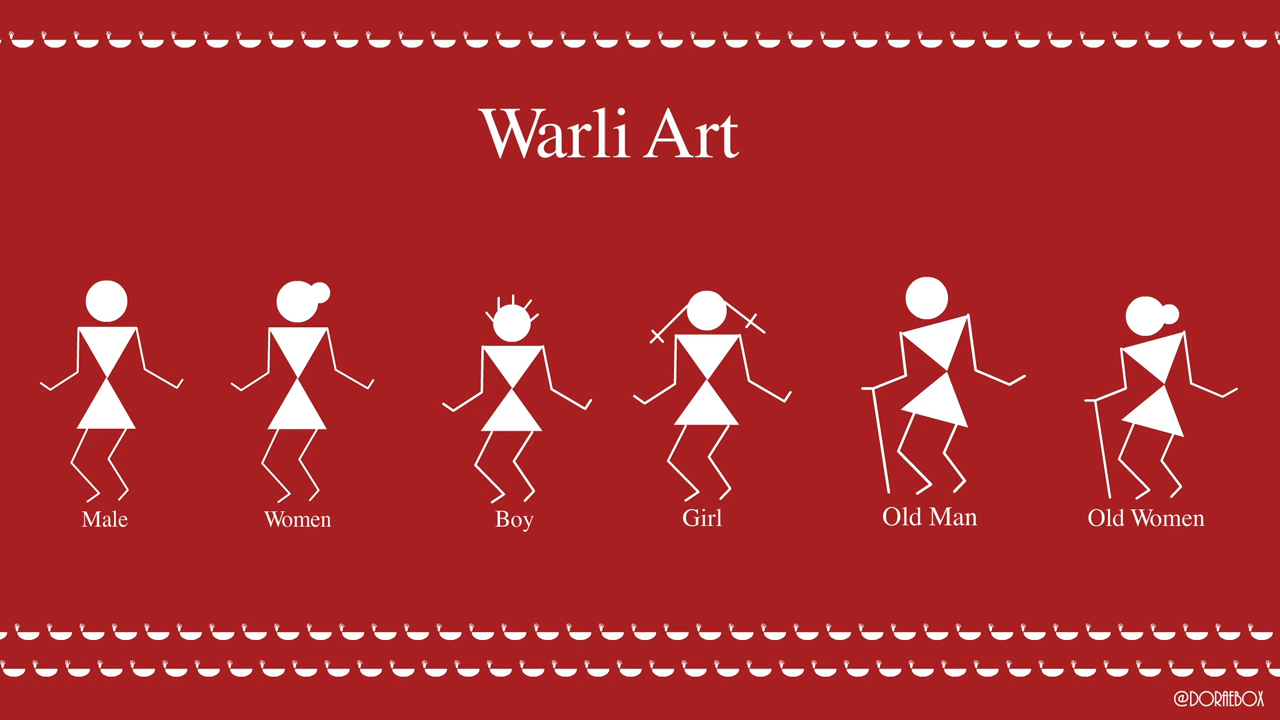 Warli Art
Male
Women
Boy
Girl
Old Man
Old Women
@DORAEBOX